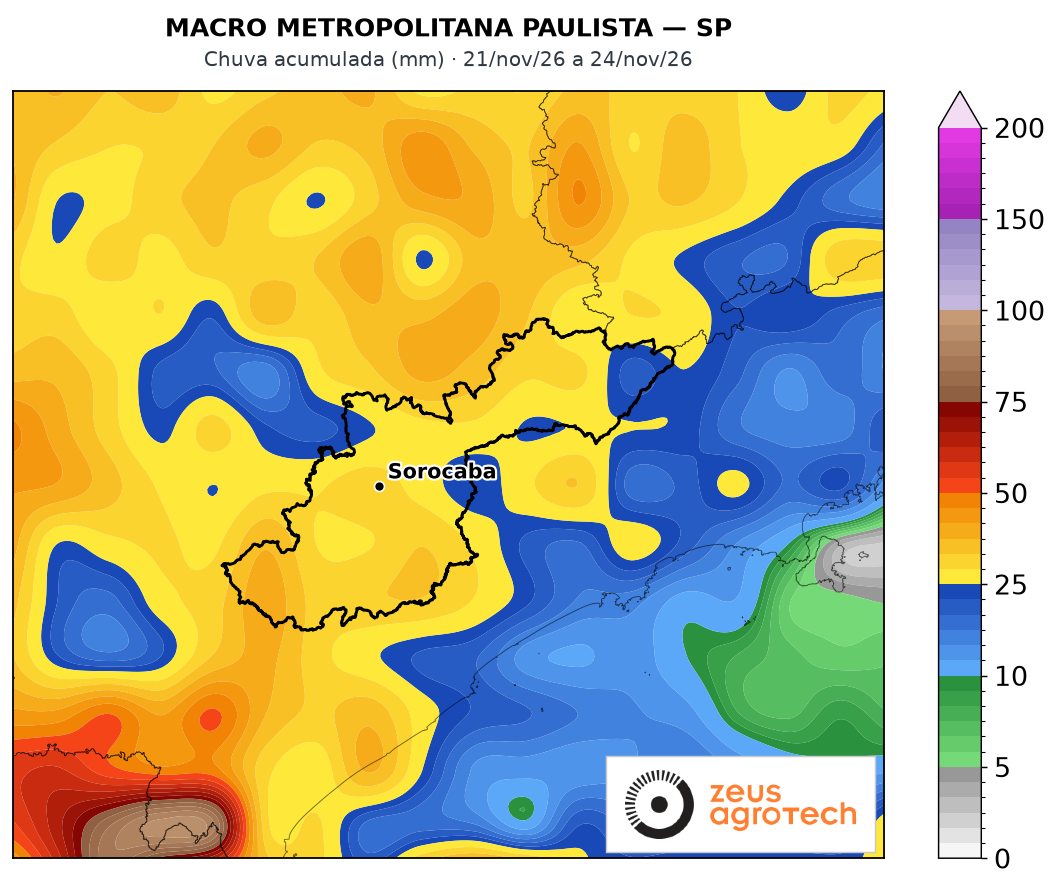 MACRO METROPOLITANA PAULISTA — SP
Chuva acumulada (mm) · 21/nov/26 a 24/nov/26
200
150
100
75
50
25
10
5
0
Sorocaba
zeus
agrotech